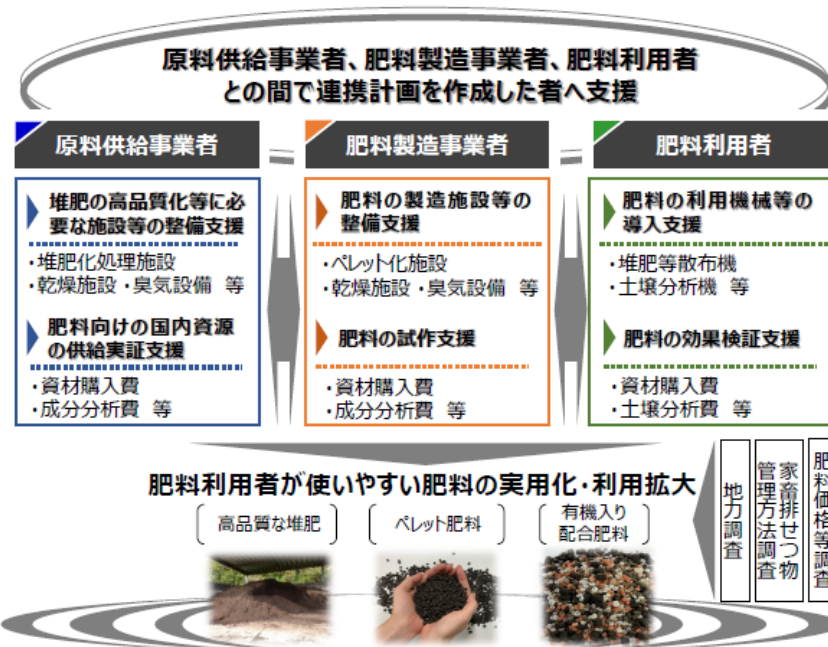 原料供給事業者、肥料製造事業者、肥料利用者
との間で連携計画を作成した者へ支援
原料供給事業者
堆肥の高品質化等に必
要な施設等の整備支援
・堆肥化処理施設
・乾燥施設・臭気設備 等
肥料向けの国内資源
の供給実証支援
・資材購入費
・成分分析費 等
肥料製造事業者
肥料の製造施設等の
整備支援
・ペレット化施設
・乾燥施設・臭気設備 等
肥料の試作支援
・資材購入費
・成分分析費 等
肥料利用者
肥料の利用機械等の
導入支援
・堆肥等散布機
・土壌分析機 等
肥料の効果検証支援
・資材購入費
・土壌分析費 等
肥料利用者が使いやすい肥料の実用化・利用拡大
高品質な堆肥
ペレット肥料
有機入り
配合肥料
地力調査
家畜排せつ物
管理方法調査
肥料価格等調査